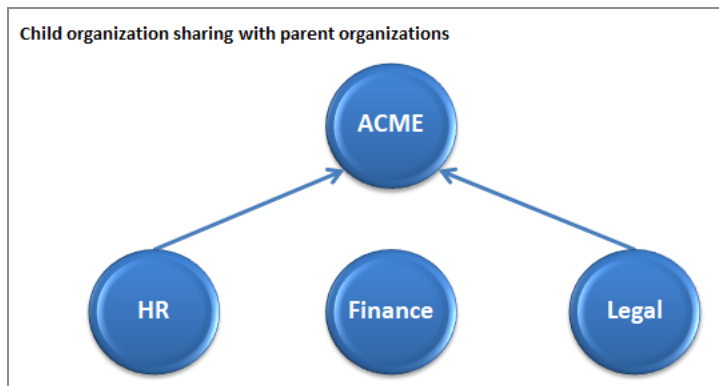 Child organization sharing with parent organizations
ACME
HR
Finance
Legal